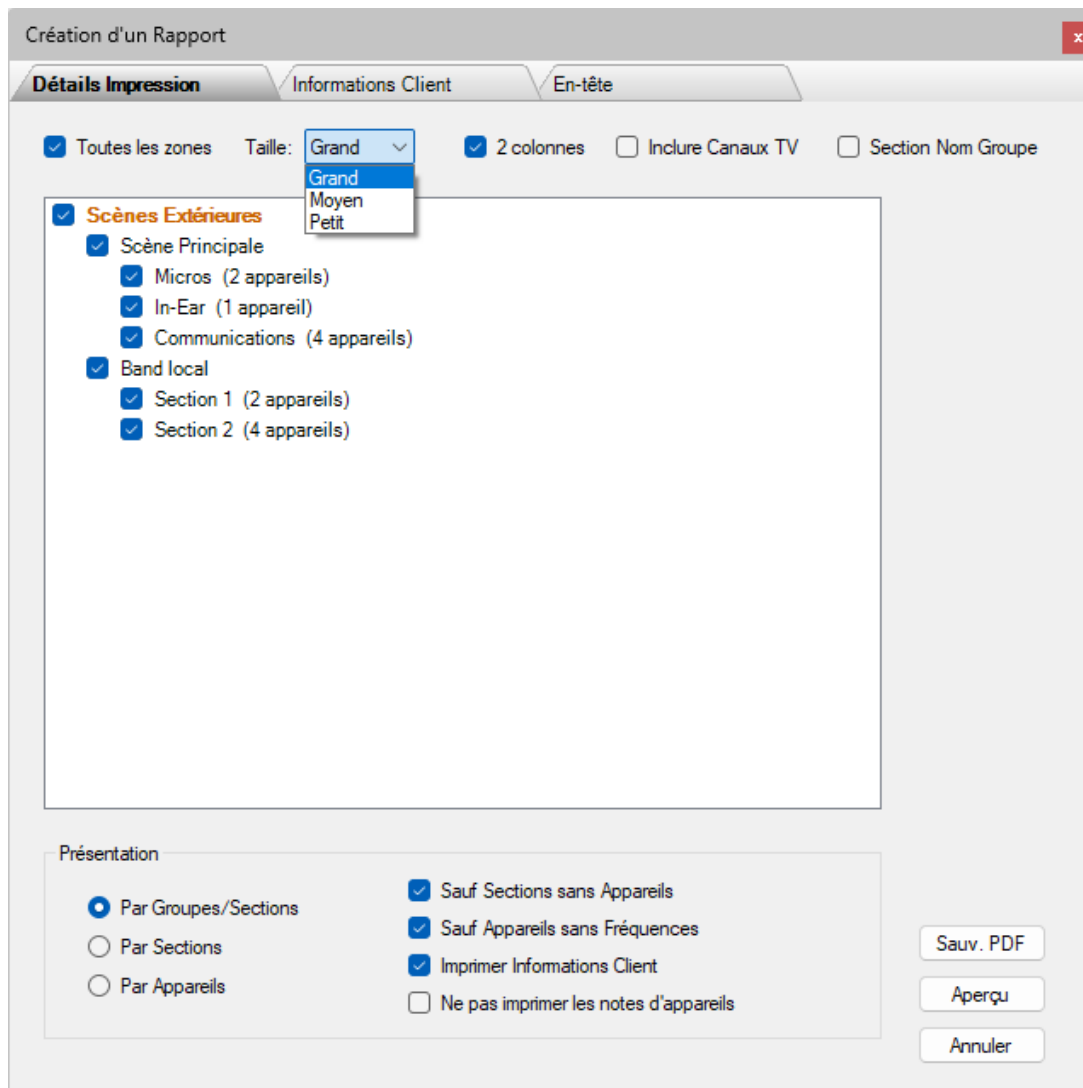 Création d'un Rapport
x
Détails Impression
Informations Client
En-tête
Toutes les zones Taille: Grand 2 colonnes Inclure Canaux TV Section Nom Groupe
Grand
Moyen
Petit
Scènes Extérieures
Scène Principale
Micros (2 appareils)
In-Ear (1 appareil)
Communications (4 appareils)
Band local
Section 1 (2 appareils)
Section 2 (4 appareils)
Présentation
Par Groupes/Sections
Par Sections
Par Appareils
Sauf Sections sans Appareils
Sauf Appareils sans Fréquences
Imprimer Informations Client
Ne pas imprimer les notes d'appareils
Sauv. PDF
Aperçu
Annuler